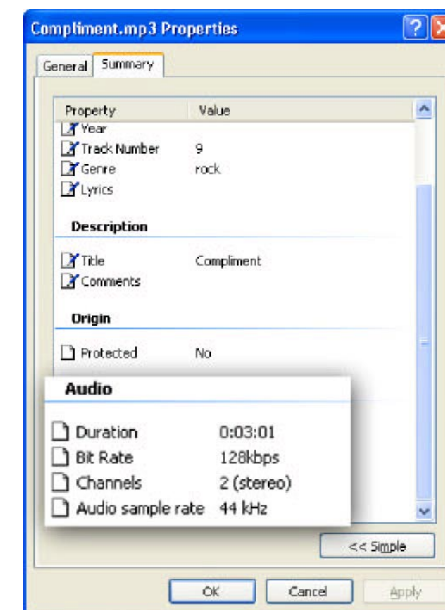 Compliment.mp3 Properties
General Summary
Property Value
Year
Track Number 9
Genre rock
Lyrics
Description
Title Compliment
Comments
Origin
Protected No
Audio
Duration 0:03:01
Bit Rate 128kbps
Channels 2 (stereo)
Audio sample rate 44 kHz
<< Simple
OK Cancel Apply